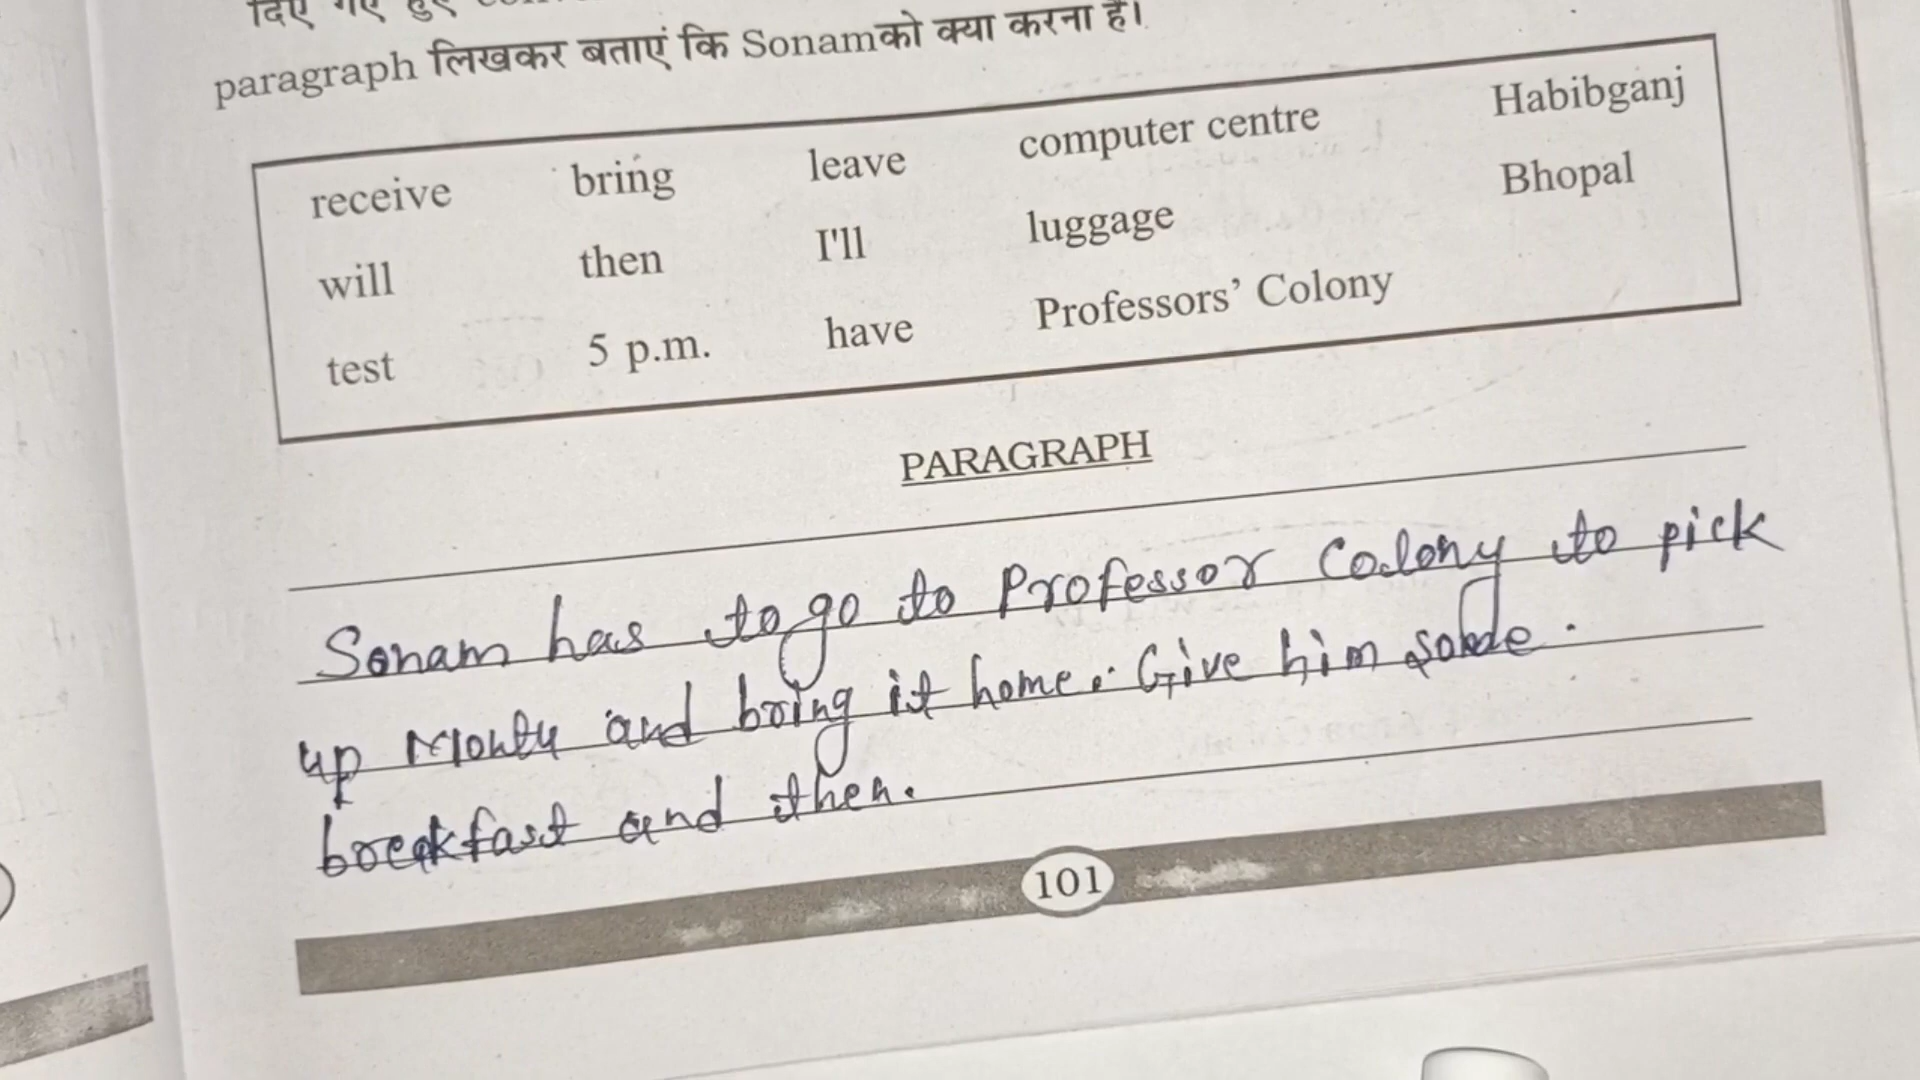 दिए गए हुए
paragraph लिखकर बताएं कि Sonamको क्या करना है।
receive bring leave computer centre Habibganj
will then I'll luggage Bhopal
test 5 p.m. have Professors’ Colony
PARAGRAPH
Sonam has to go to Professor Colony to pick
up Monty and bring it home. Give him
breakfast and then.
101